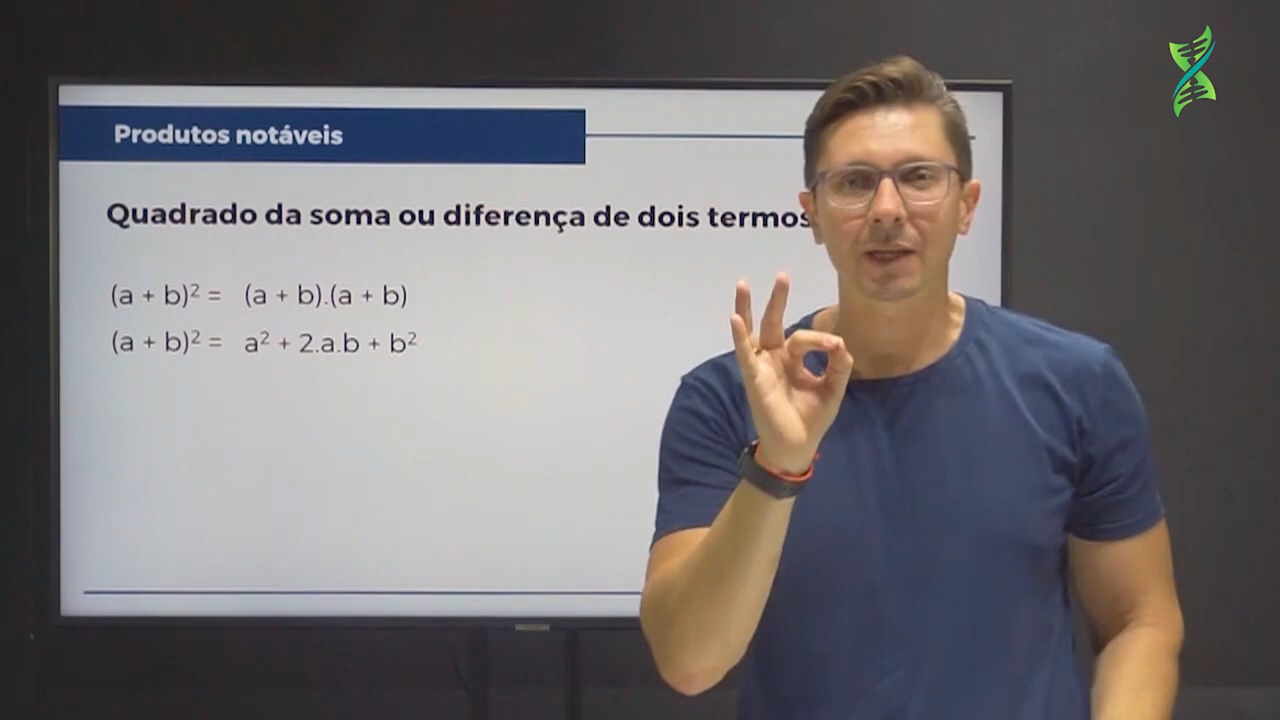 Produtos notáveis
Quadrado da soma ou diferença de dois termos
(a + b)² = (a + b).(a + b)
(a + b)² = a² + 2.a.b + b²